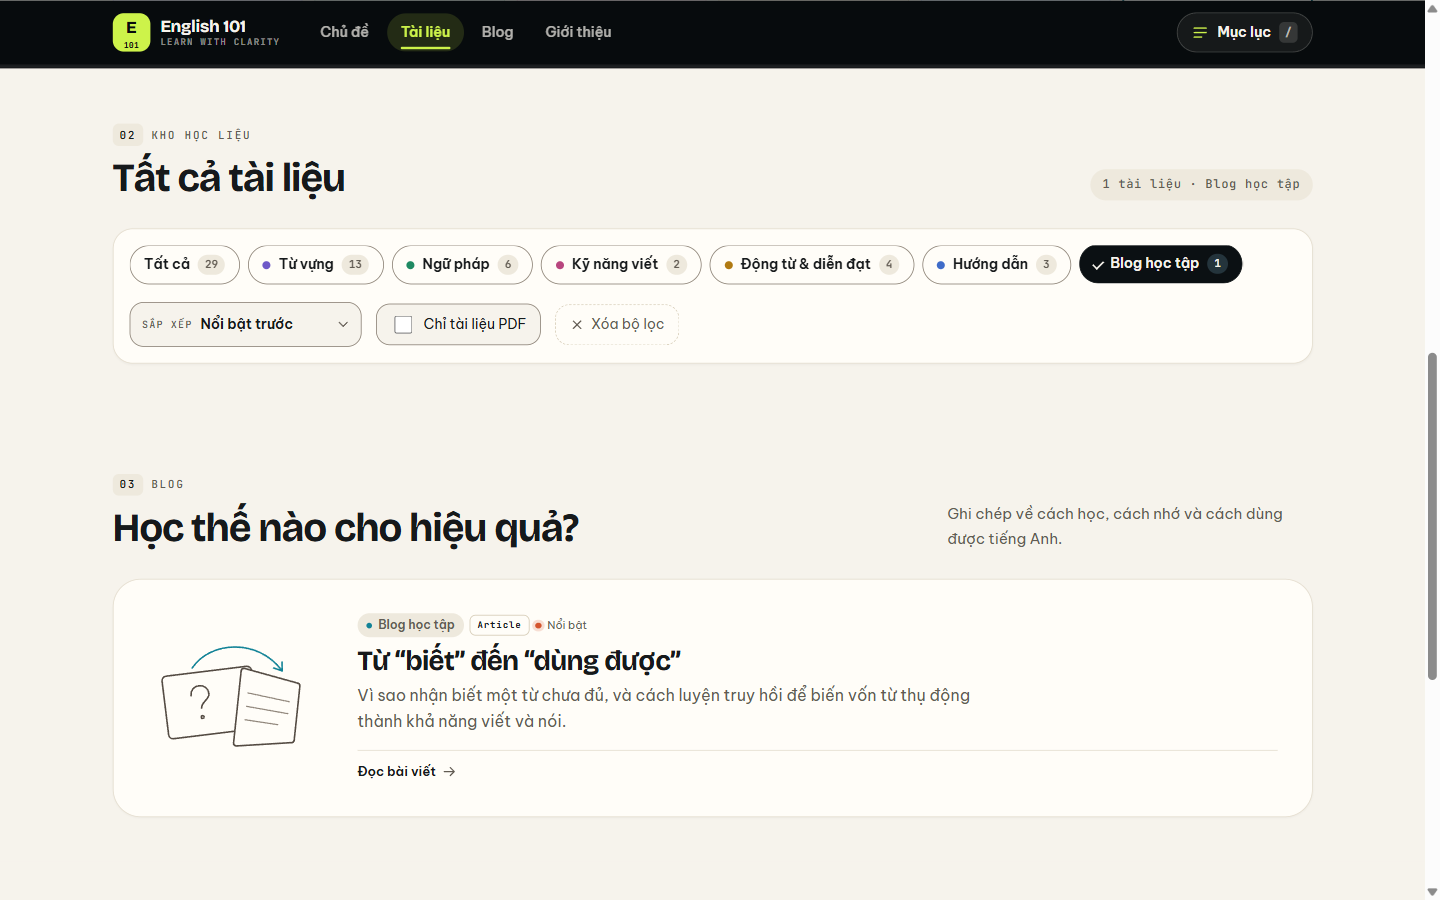 E
101
English 101
LEARN WITH CLARITY
Chủ đề
Tài liệu
Blog
Giới thiệu
Mục lục /
02 KHO HỌC LIỆU
Tất cả tài liệu
1 tài liệu · Blog học tập
Tất cả 29
Từ vựng 13
Ngữ pháp 6
Kỹ năng viết 2
Động từ & diễn đạt 4
Hướng dẫn 3
Blog học tập 1
SẮP XẾP Nổi bật trước
Chỉ tài liệu PDF
Xóa bộ lọc
03 BLOG
Học thế nào cho hiệu quả?
Ghi chép về cách học, cách nhớ và cách dùng
được tiếng Anh.
?
Blog học tập Article Nổi bật
Từ “biết” đến “dùng được”
Vì sao nhận biết một từ chưa đủ, và cách luyện truy hồi để biến vốn từ thụ động
thành khả năng viết và nói.
Đọc bài viết →